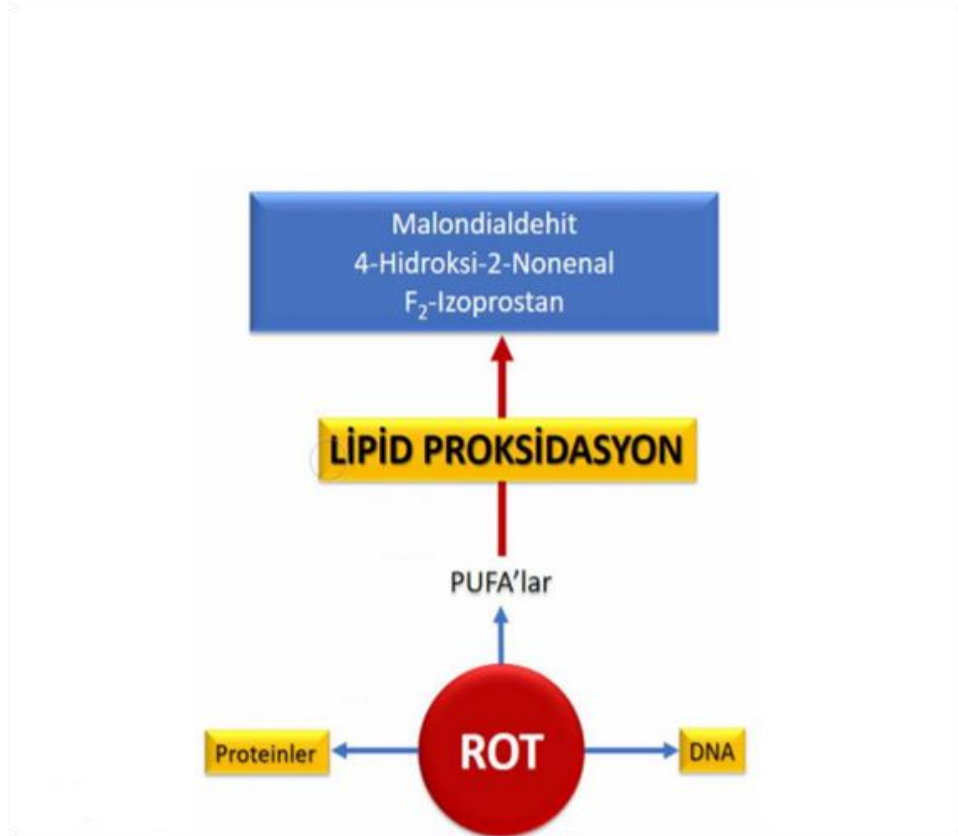 Malondialdehit
4-Hidroksi-2-Nonenal
F₂-Izoprostan
LİPİD PROKSİDASYON
PUFA'lar
Proteinler
ROT
DNA